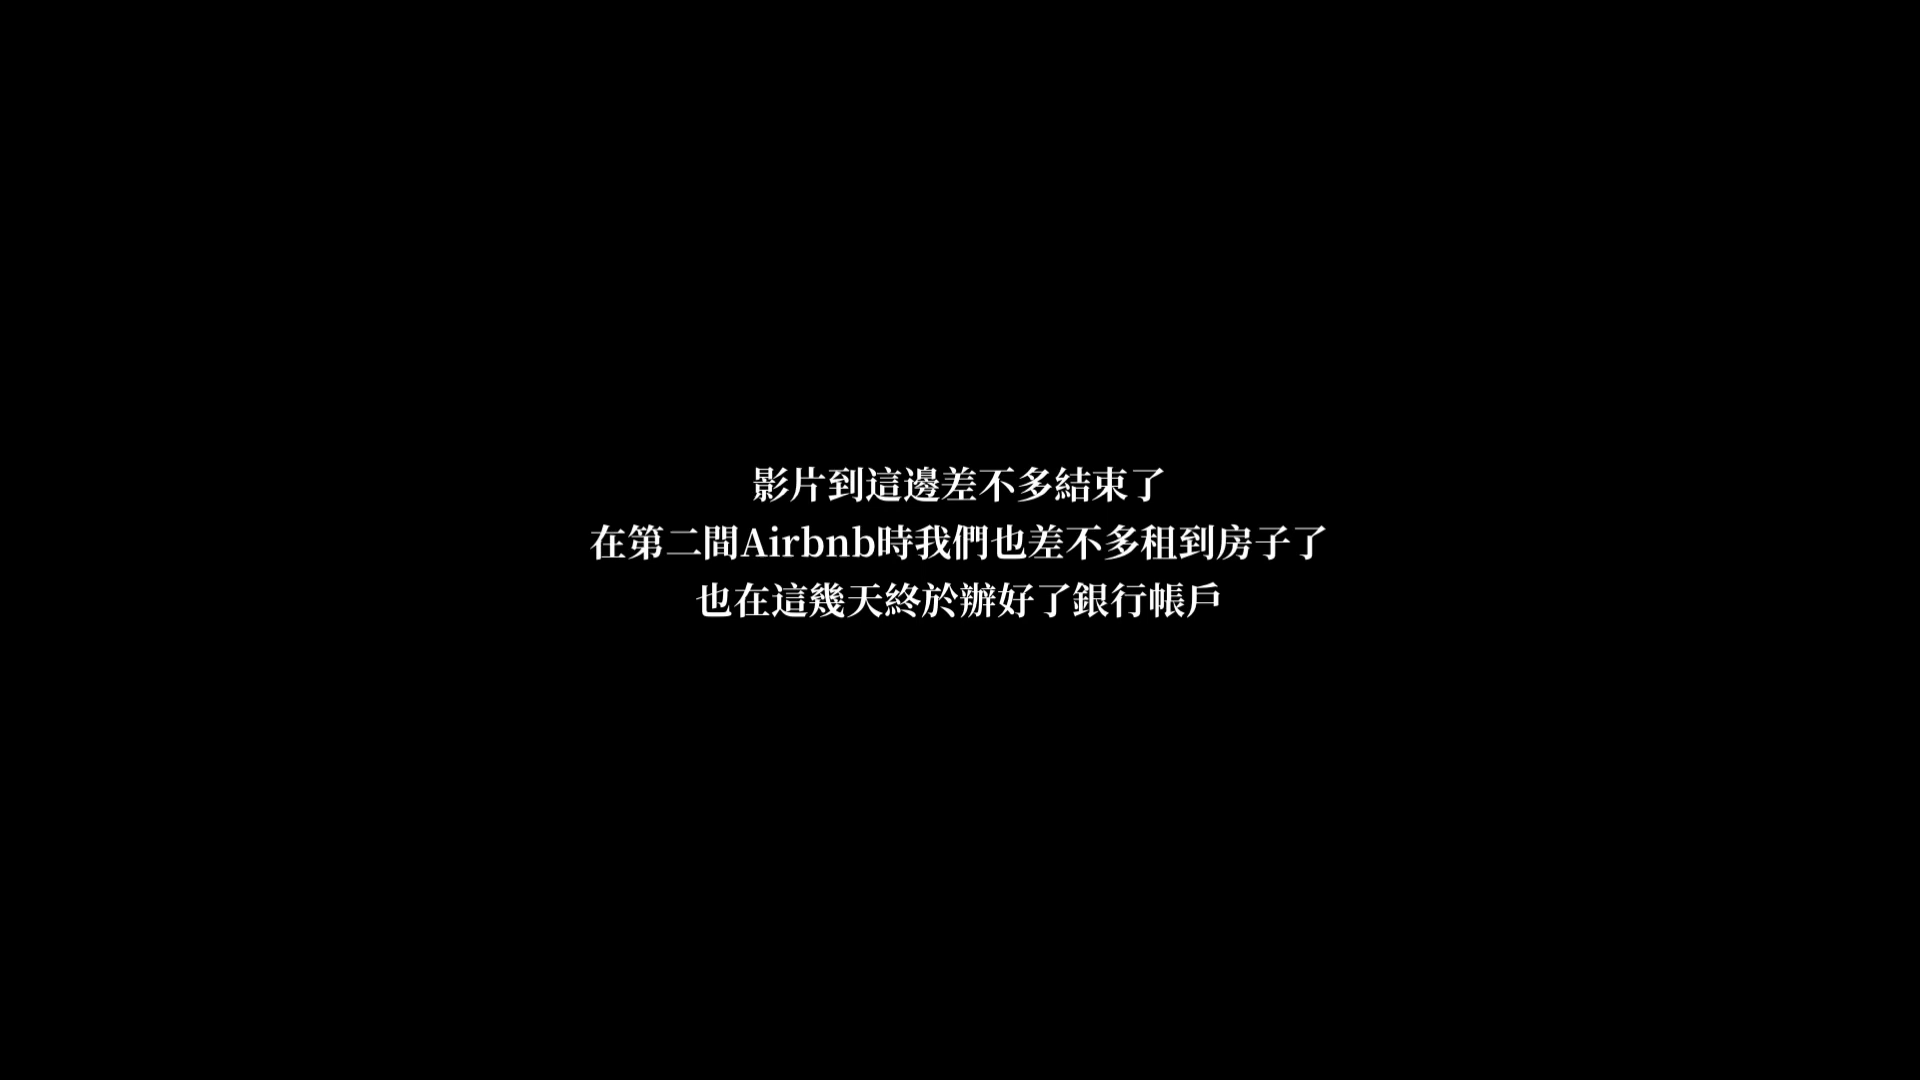 影片到這邊差不多結束了
在第二間Airbnb時我們也差不多租到房子了
也在這幾天終於辦好了銀行帳戶